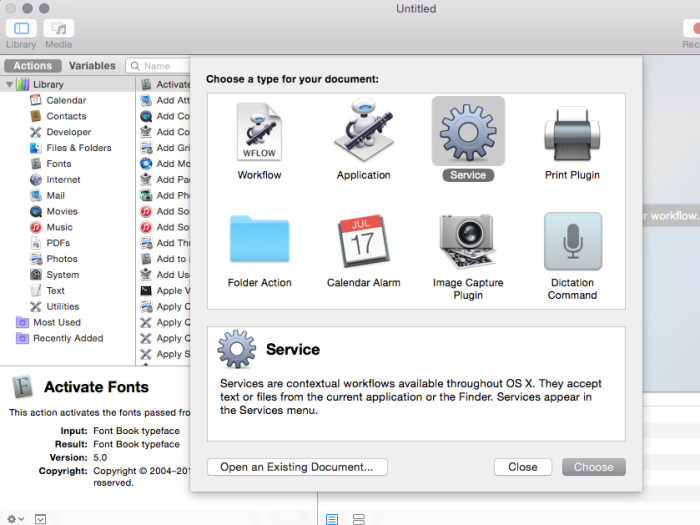 Untitled
Library Media
Rec
Actions Variables Name
Choose a type for your document:
Library
Calendar
Contacts
Developer
Files & Folders
Fonts
Internet
Mail
Movies
Music
PDFs
Photos
System
Text
Utilities
Most Used
Recently Added
Activate
Add Att
Add Co
Add Co
Add Gri
Add Mo
Add Pa
Add Ph
Add So
Add So
Add Th
Add to
Add Us
Apple V
Apply C
Apply Q
Apply Q
Apply S
WFLOW
Workflow Application Service Print Plugin
JUL
17
Folder Action Calendar Alarm Image Capture Plugin Dictation Command
r workflow.
Service
Services are contextual workflows available throughout OS X. They accept
text or files from the current application or the Finder. Services appear in
the Services menu.
Open an Existing Document... Close Choose
Activate Fonts
This action activates the fonts passed fro
Input: Font Book typeface
Result: Font Book typeface
Version: 5.0
Copyright: Copyright © 2004–201
reserved.